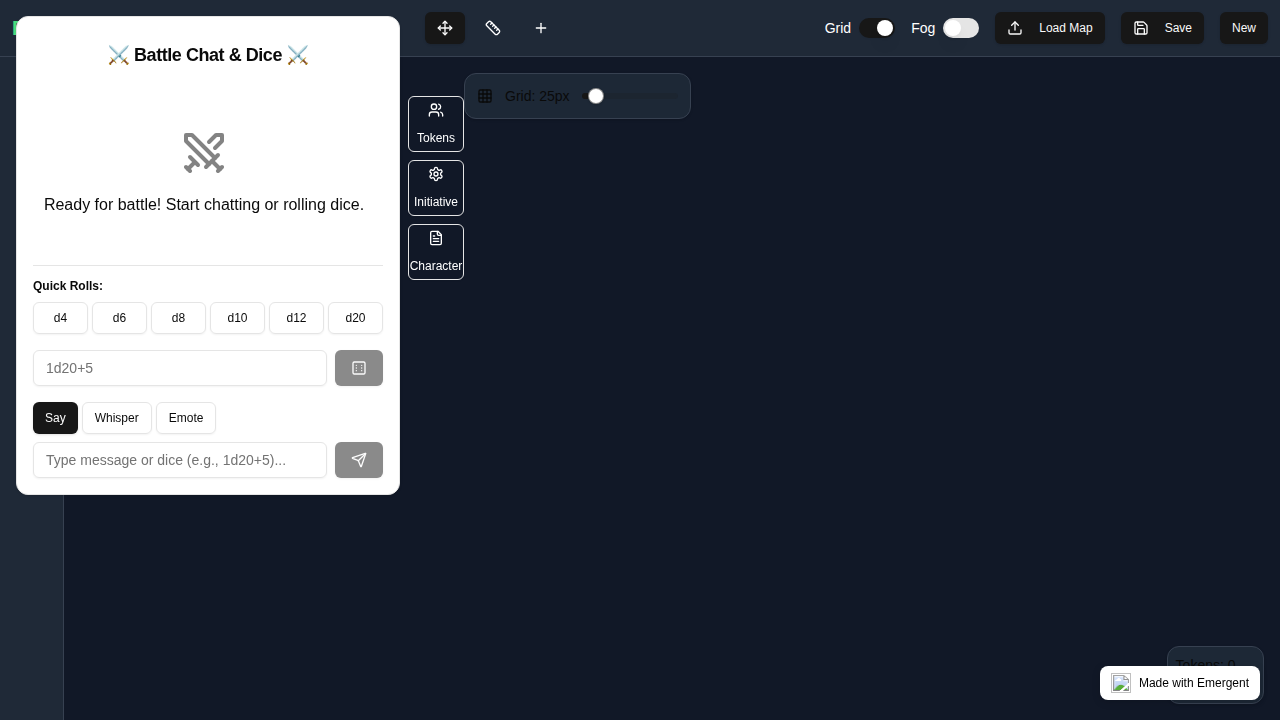 ⚔️ Battle Chat & Dice ⚔️
Ready for battle! Start chatting or rolling dice.
Quick Rolls:
d4 d6 d8 d10 d12 d20
1d20+5
Say Whisper Emote
Type message or dice (e.g., 1d20+5)...
Grid Fog Load Map Save New
Grid: 25px
Tokens
Initiative
Character
Tokens: 0
Made with Emergent